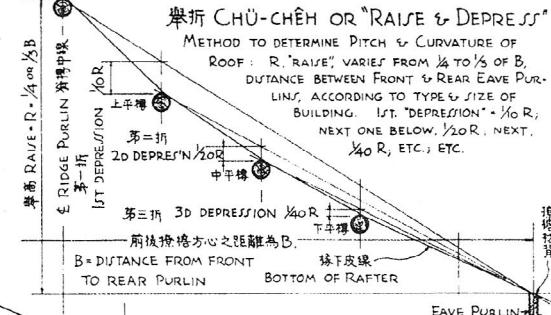 舉折 CHÜ-CHÊH OR "RAISE & DEPRESS"
METHOD TO DETERMINE PITCH & CURVATURE OF
ROOF: R, "RAISE", VARIES FROM ¼ TO ⅓ OF B,
DISTANCE BETWEEN FRONT & REAR EAVE PUR-
LINS, ACCORDING TO TYPE & SIZE OF
BUILDING. 1ST. "DEPRESSION" - 1/10 R;
NEXT ONE BELOW, 1/20 R, NEXT,
1/40 R; ETC.; ETC.
舉高 RAISE = R = ¼ OR ⅓ B
℄ RIDGE PURLIN 脊槫中線
第一折
1ST DEPRESSION 1/10 R
上平槫
第二折
2D DEPRES'N 1/20 R
中平槫
第三折 3D DEPRESSION 1/40 R
下平槫
前後撩檐方心之距離為B.
B = DISTANCE FROM FRONT
TO REAR PURLIN
椽下皮線
BOTTOM OF RAFTER
EAVE PURLIN